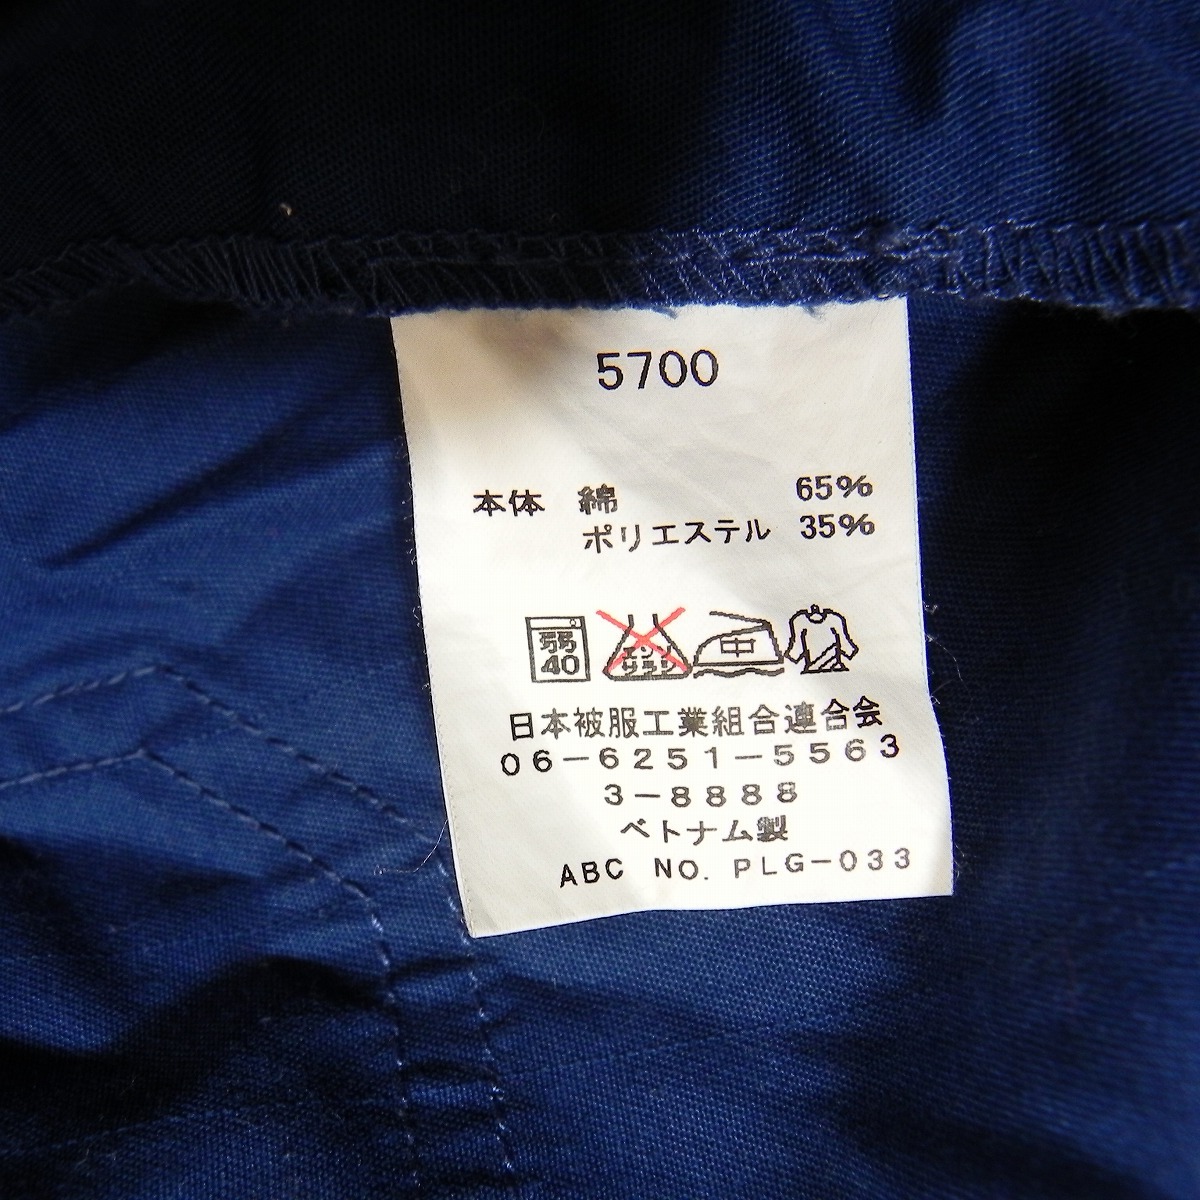 5700
本体 綿 65%
ポリエステル 35%
弱 40 エンソ サラシ 中
日本被服工業組合連合会
06-6251-5563
3-8888
ベトナム製
ABC NO. PLG-033